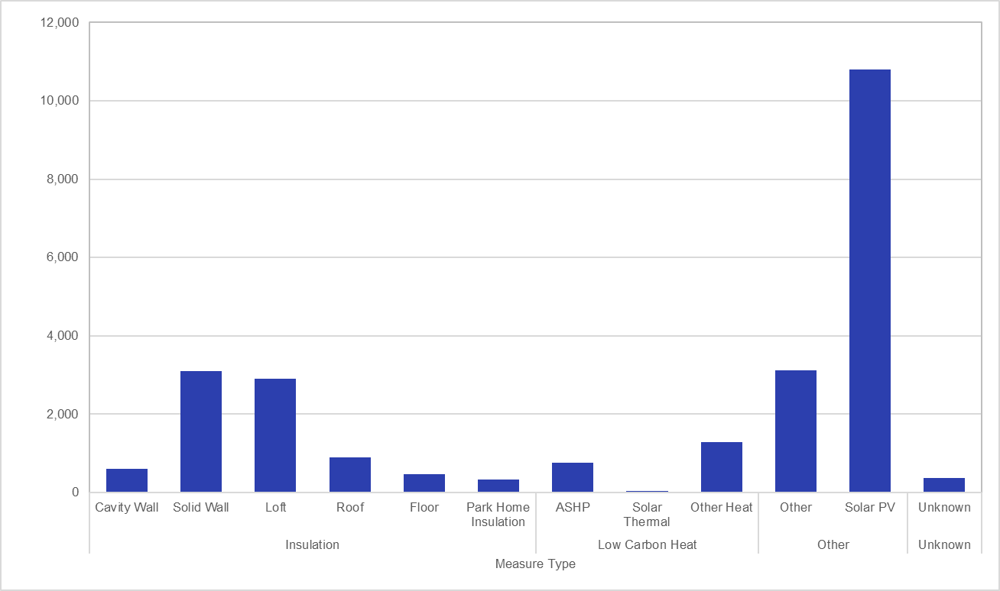 12,000
10,000
8,000
6,000
4,000
2,000
0
Cavity Wall Solid Wall Loft Roof Floor Park Home ASHP Solar Other Heat Other Solar PV Unknown
Insulation Thermal
Insulation Low Carbon Heat Other Unknown
Measure Type